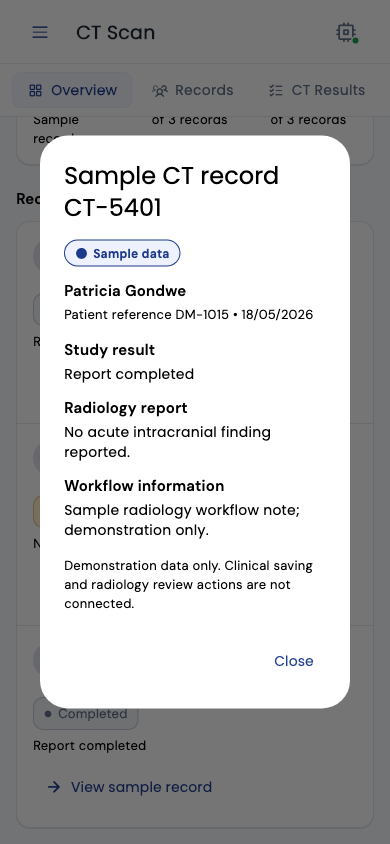 CT Scan
Overview
Records
CT Results
Sample
of 3 records
of 3 records
Sample CT record
CT-5401
Sample data
Patricia Gondwe
Patient reference DM-1015 • 18/05/2026
Study result
Report completed
Radiology report
No acute intracranial finding
reported.
Workflow information
Sample radiology workflow note;
demonstration only.
Demonstration data only. Clinical saving
and radiology review actions are not
connected.
Close
Completed
Report completed
View sample record